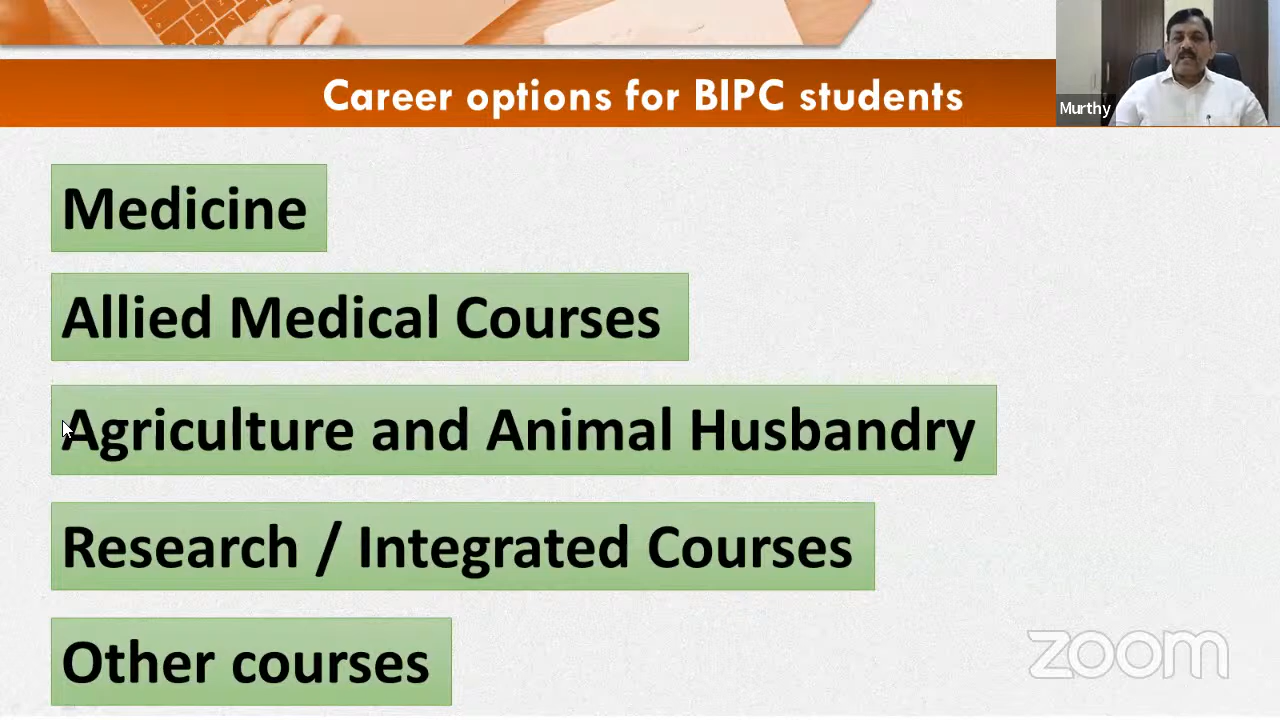 Career options for BIPC students
Murthy
Medicine
Allied Medical Courses
Agriculture and Animal Husbandry
Research / Integrated Courses
Other courses
zoom